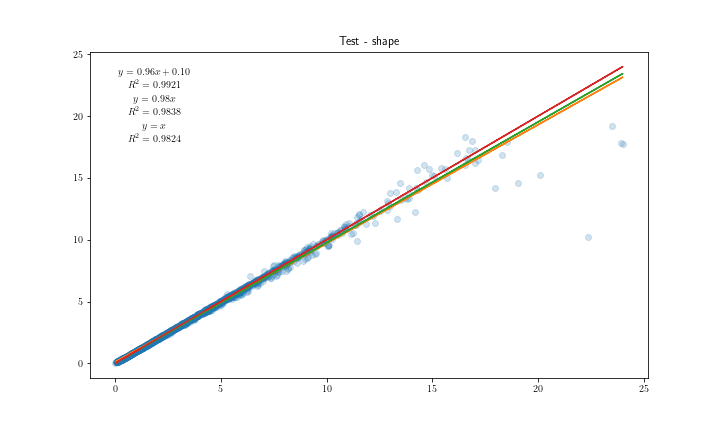 Test - shape
25
20
15
10
5
0
y = 0.96x + 0.10
R² = 0.9921
y = 0.98x
R² = 0.9838
y = x
R² = 0.9824
0 5 10 15 20 25